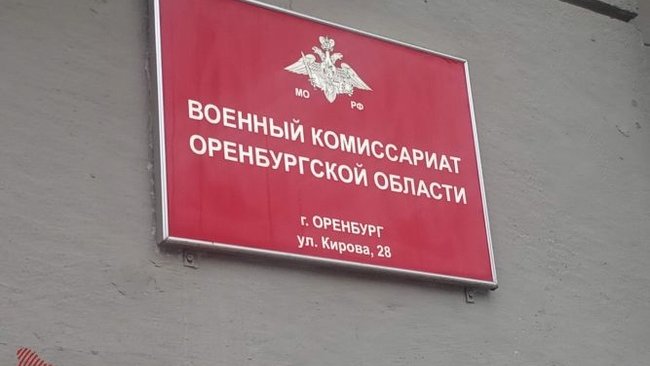 МО РФ
ВОЕННЫЙ КОМИССАРИАТ
ОРЕНБУРГСКОЙ ОБЛАСТИ
г. ОРЕНБУРГ
ул. Кирова, 28